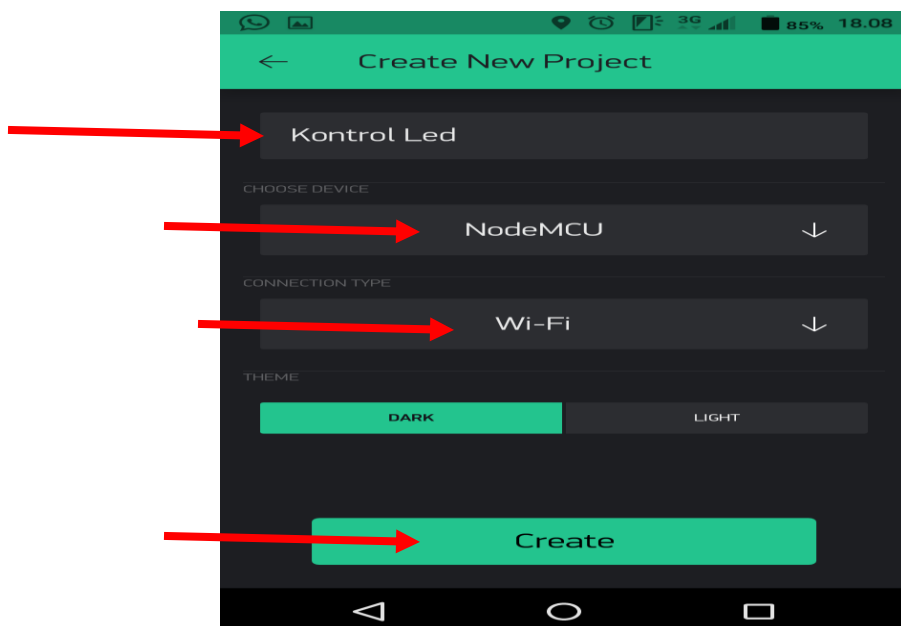 3G 85% 18.08
Create New Project
Kontrol Led
CHOOSE DEVICE
NodeMCU
CONNECTION TYPE
Wi-Fi
THEME
DARK LIGHT
Create